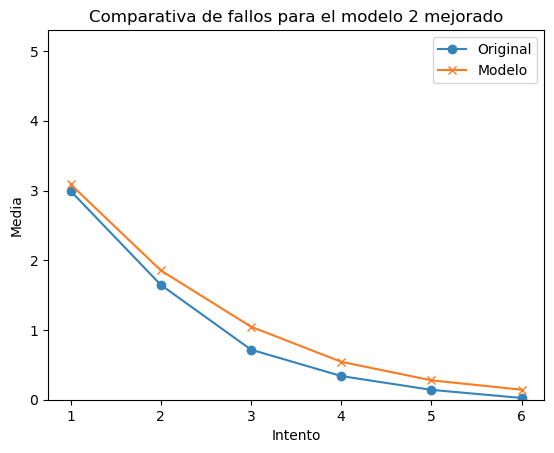 Comparativa de fallos para el modelo 2 mejorado
Original
Modelo
5
4
3
2
1
0
Media
1 2 3 4 5 6
Intento